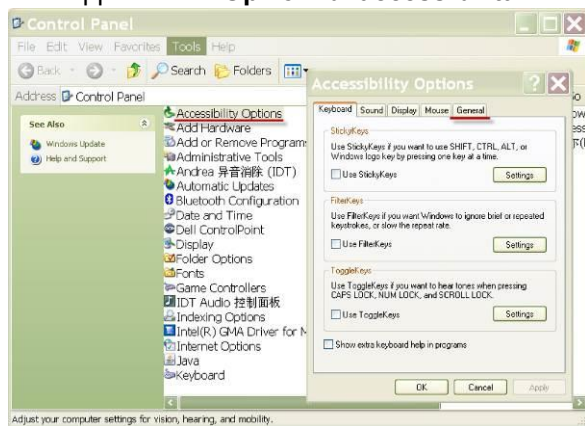 Control Panel
File Edit View Favorites Tools Help
Back Search Folders
Address Control Panel
See Also
Windows Update
Help and Support
Accessibility Options
Add Hardware
Add or Remove Program
Administrative Tools
Andrea 异音消除 (IDT)
Automatic Updates
Bluetooth Configuration
Date and Time
Dell ControlPoint
Display
Folder Options
Fonts
Game Controllers
IDT Audio 控制面板
Indexing Options
Intel(R) GMA Driver for M
Internet Options
Java
Keyboard
Accessibility Options
Keyboard Sound Display Mouse General
StickyKeys
Use StickyKeys if you want to use SHIFT, CTRL, ALT, or
Windows logo key by pressing one key at a time.
Use StickyKeys Settings
FilterKeys
Use FilterKeys if you want Windows to ignore brief or repeated
keystrokes, or slow the repeat rate.
Use FilterKeys Settings
ToggleKeys
Use ToggleKeys if you want to hear tones when pressing
CAPS LOCK, NUM LOCK, and SCROLL LOCK.
Use ToggleKeys Settings
Show extra keyboard help in programs
OK Cancel Apply
Adjust your computer settings for vision, hearing, and mobility.